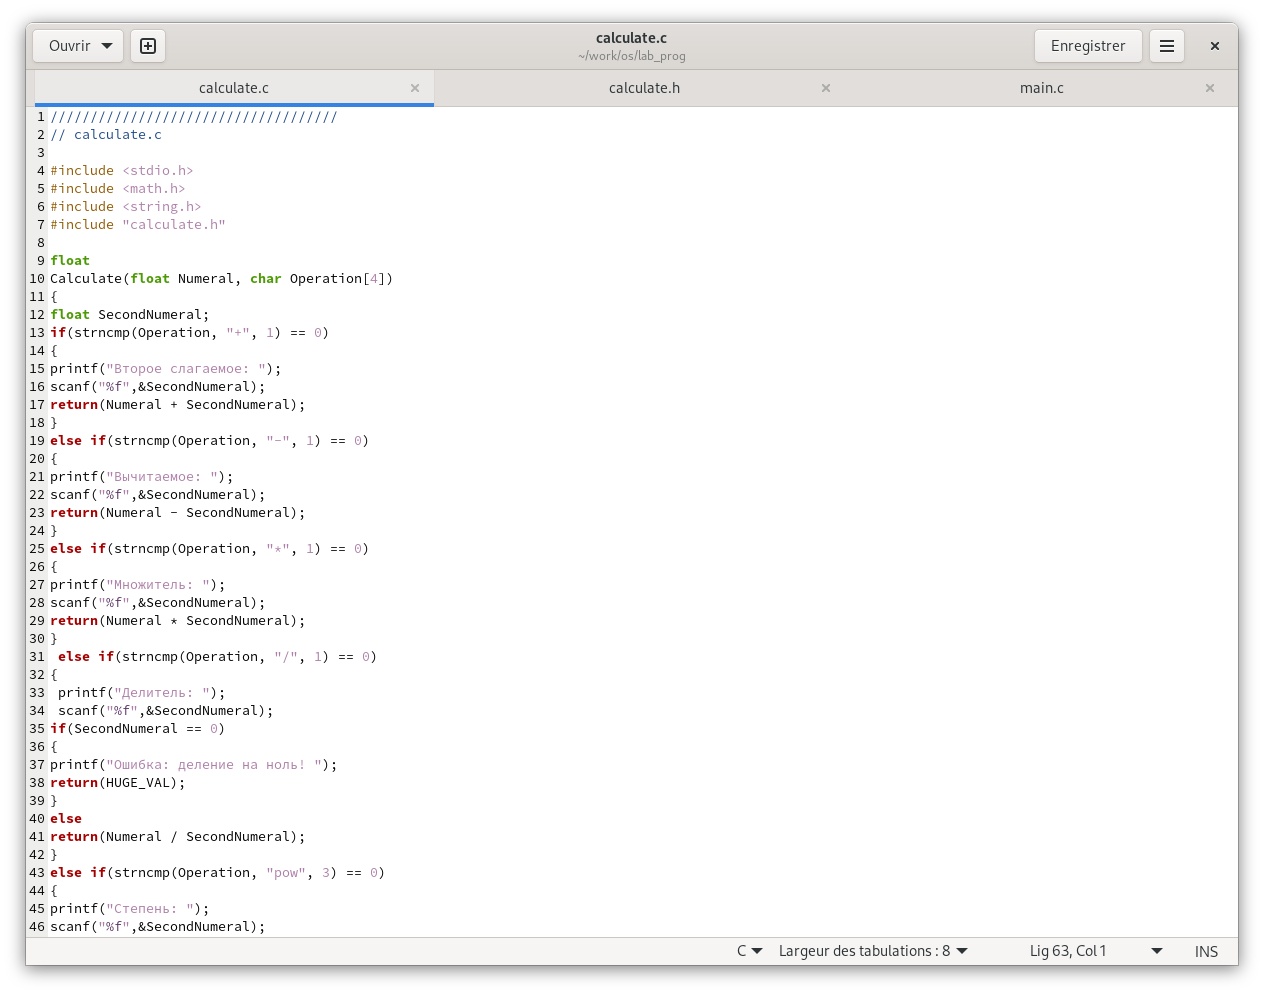 Ouvrir
calculate.c
~/work/os/lab_prog
Enregistrer
calculate.c
calculate.h
main.c
1 ////////////////////////////////////
2 // calculate.c
3
4 #include <stdio.h>
5 #include <math.h>
6 #include <string.h>
7 #include "calculate.h"
8
9 float
10 Calculate(float Numeral, char Operation[4])
11 {
12 float SecondNumeral;
13 if(strncmp(Operation, "+", 1) == 0)
14 {
15 printf("Второе слагаемое: ");
16 scanf("%f",&SecondNumeral);
17 return(Numeral + SecondNumeral);
18 }
19 else if(strncmp(Operation, "-", 1) == 0)
20 {
21 printf("Вычитаемое: ");
22 scanf("%f",&SecondNumeral);
23 return(Numeral - SecondNumeral);
24 }
25 else if(strncmp(Operation, "*", 1) == 0)
26 {
27 printf("Множитель: ");
28 scanf("%f",&SecondNumeral);
29 return(Numeral * SecondNumeral);
30 }
31  else if(strncmp(Operation, "/", 1) == 0)
32 {
33  printf("Делитель: ");
34  scanf("%f",&SecondNumeral);
35 if(SecondNumeral == 0)
36 {
37 printf("Ошибка: деление на ноль! ");
38 return(HUGE_VAL);
39 }
40 else
41 return(Numeral / SecondNumeral);
42 }
43 else if(strncmp(Operation, "pow", 3) == 0)
44 {
45 printf("Степень: ");
46 scanf("%f",&SecondNumeral);
C Largeur des tabulations : 8 Lig 63, Col 1 INS